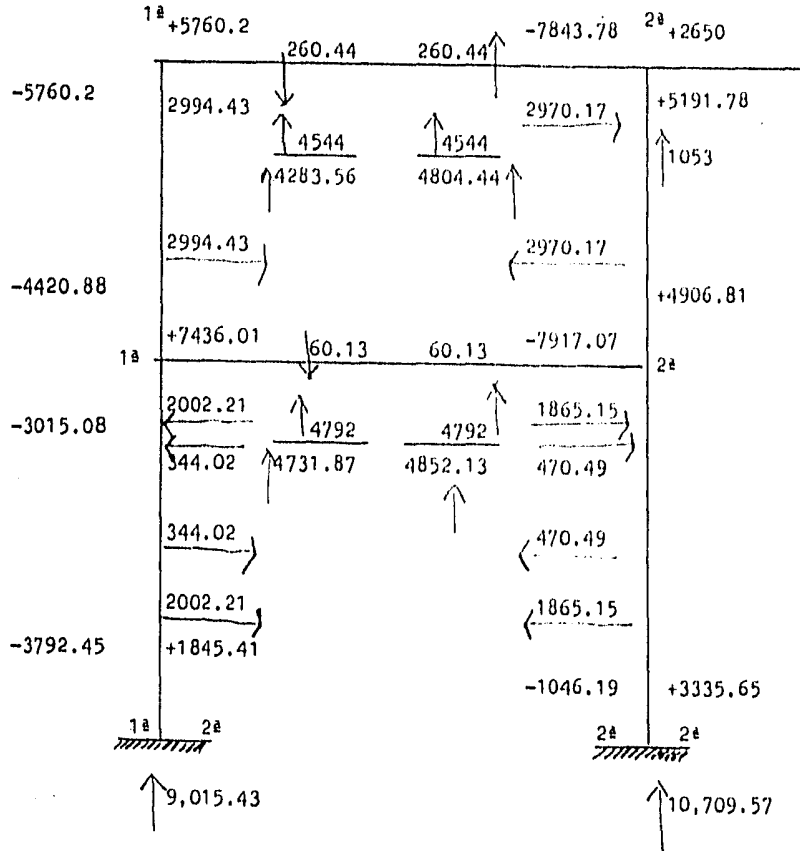 1ª +5760.2 -7843.78 2ª +2650
260.44 260.44
-5760.2 2994.43 2970.17 +5191.78
4544 4544 1053
4283.56 4804.44
2994.43 2970.17
-4420.88 +4906.81
+7436.01 60.13 60.13 -7917.07
1ª 2ª
-3015.08 2002.21 1865.15
4792 4792
344.02 4731.87 4852.13 470.49
344.02 470.49
2002.21 1865.15
-3792.45 +1845.41
-1046.19 +3335.65
1ª 2ª 2ª 2ª
9,015.43 10,709.57